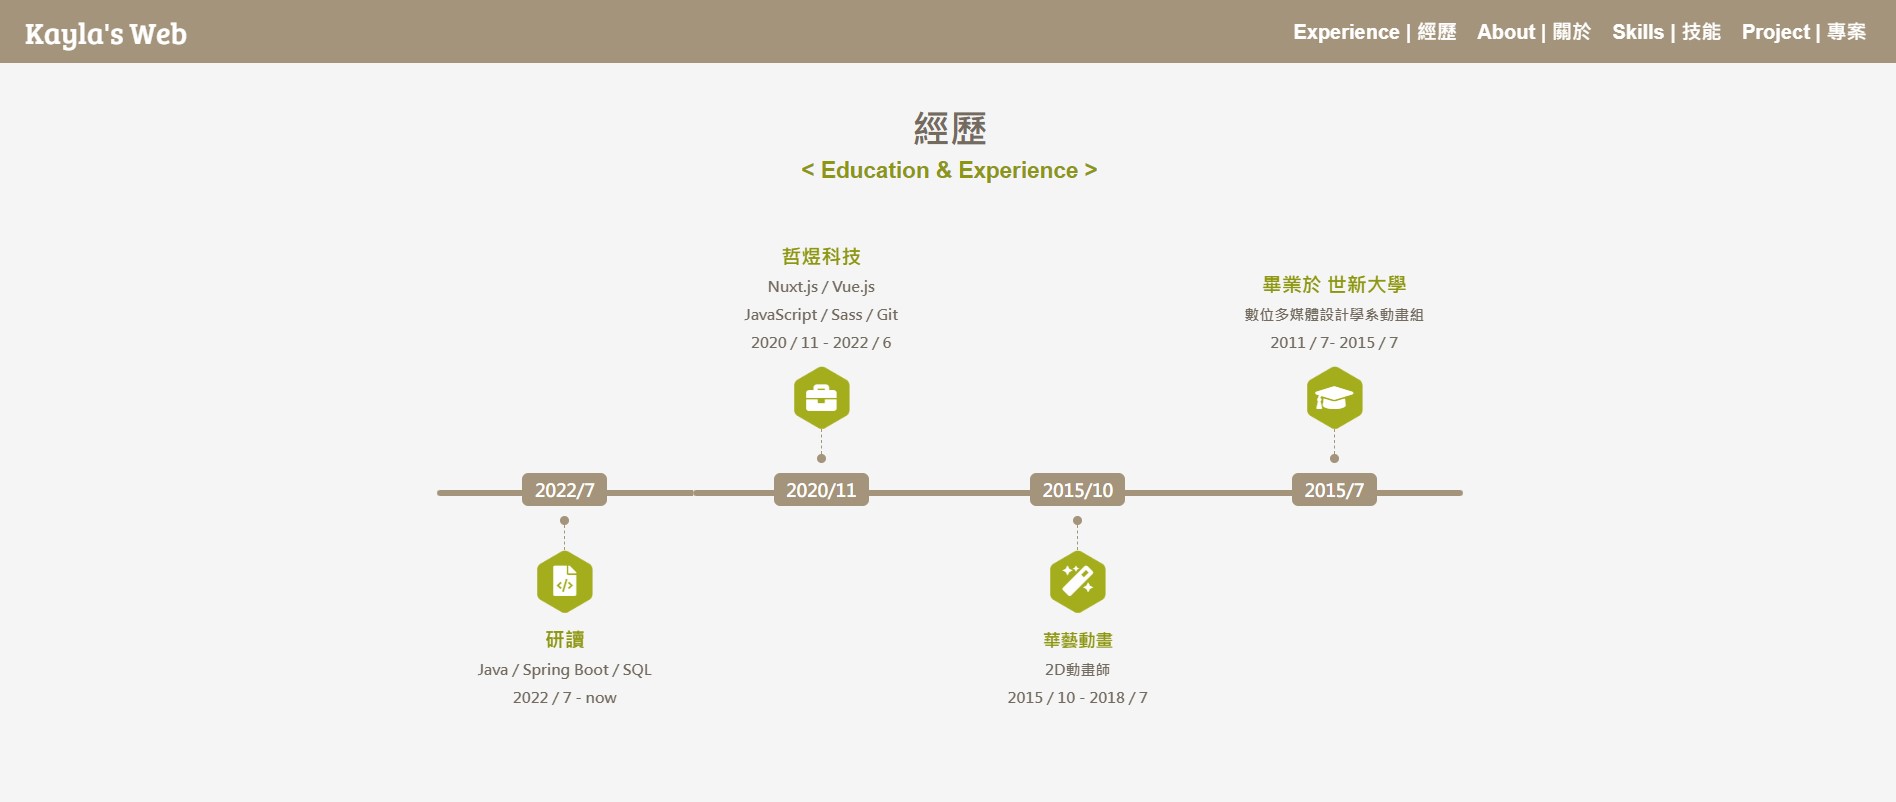 Kayla's Web
Experience | 經歷 About | 關於 Skills | 技能 Project | 專案
經歷
< Education & Experience >
哲煜科技
Nuxt.js / Vue.js
JavaScript / Sass / Git
2020 / 11 - 2022 / 6
畢業於 世新大學
數位多媒體設計學系動畫組
2011 / 7- 2015 / 7
2022/7
2020/11
2015/10
2015/7
研讀
Java / Spring Boot / SQL
2022 / 7 - now
華藝動畫
2D動畫師
2015 / 10 - 2018 / 7